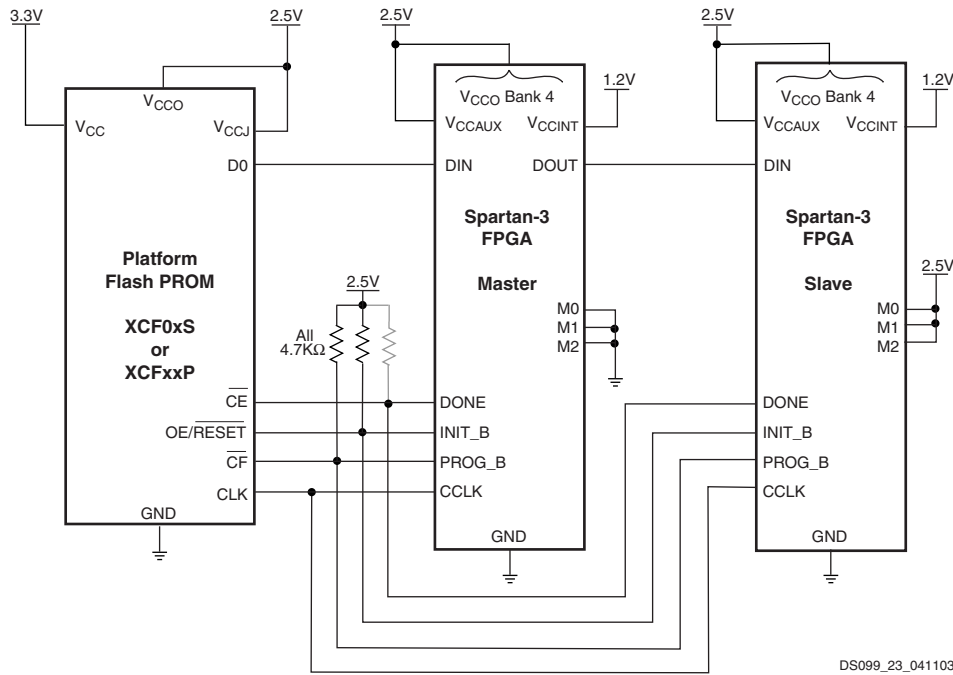 3.3V
2.5V
2.5V
2.5V
1.2V
1.2V
VCCO
VCC
VCCJ
D0
Platform
Flash PROM
XCF0xS
or
XCFxxP
CE
OE/RESET
CF
CLK
GND
2.5V
All
4.7KΩ
VCCO Bank 4
VCCAUX
VCCINT
DIN
DOUT
Spartan-3
FPGA
Master
M0
M1
M2
DONE
INIT_B
PROG_B
CCLK
GND
VCCO Bank 4
VCCAUX
VCCINT
DIN
Spartan-3
FPGA
Slave
2.5V
M0
M1
M2
DONE
INIT_B
PROG_B
CCLK
GND
DS099_23_041103